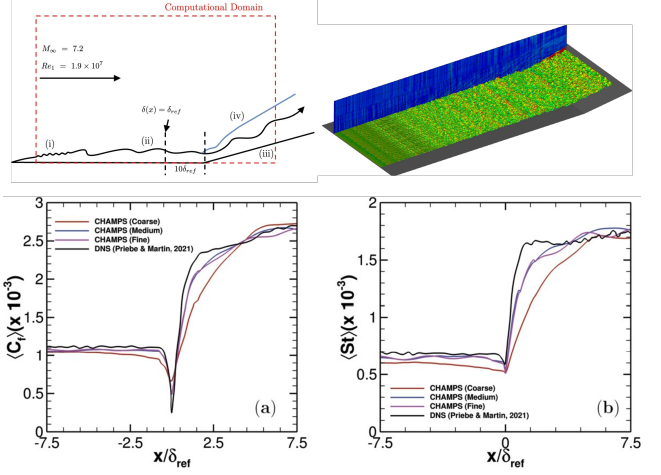 Computational Domain
M∞ = 7.2
Re₁ = 1.9 × 10⁷
δ(x) = δref
(i)
(ii)
(iv)
(iii)
10δref
3
2.5
2
1.5
1
0.5
0
⟨Cf⟩(x 10⁻³)
CHAMPS (Coarse)
CHAMPS (Medium)
CHAMPS (Fine)
DNS (Priebe & Martin, 2021)
(a)
-7.5 -2.5 2.5 7.5
x/δref
2
1.5
1
0.5
0
⟨St⟩(x 10⁻³)
CHAMPS (Coarse)
CHAMPS (Medium)
CHAMPS (Fine)
DNS (Priebe & Martin, 2021)
(b)
-7.5 0 7.5
x/δref